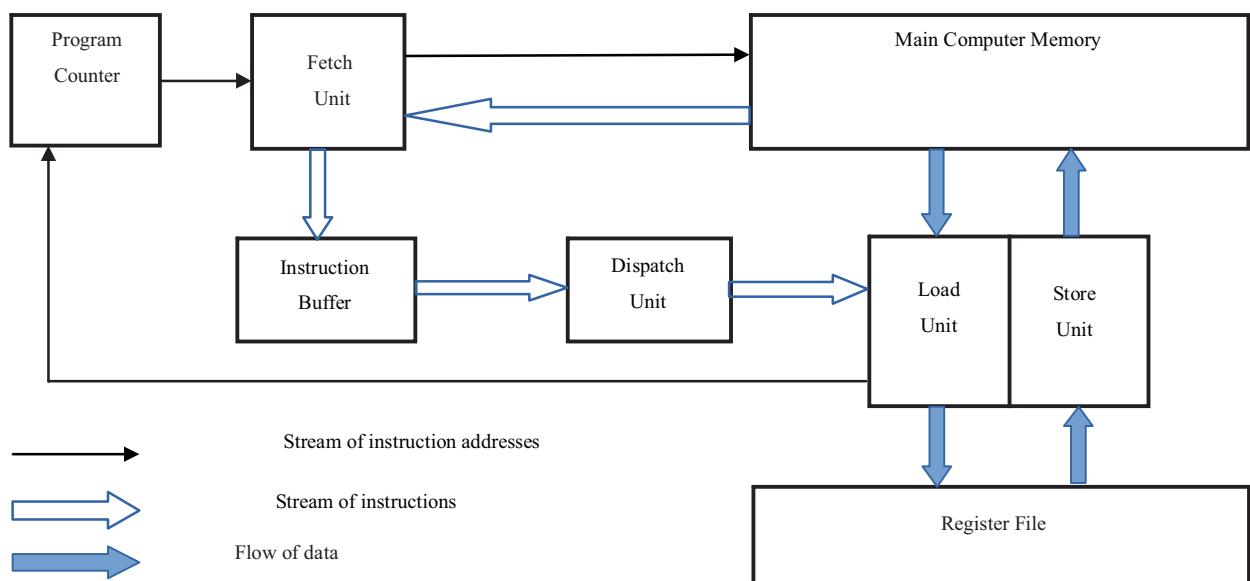 Program
Counter
Fetch
Unit
Main Computer Memory
Instruction
Buffer
Dispatch
Unit
Load
Unit
Store
Unit
Stream of instruction addresses
Stream of instructions
Flow of data
Register File